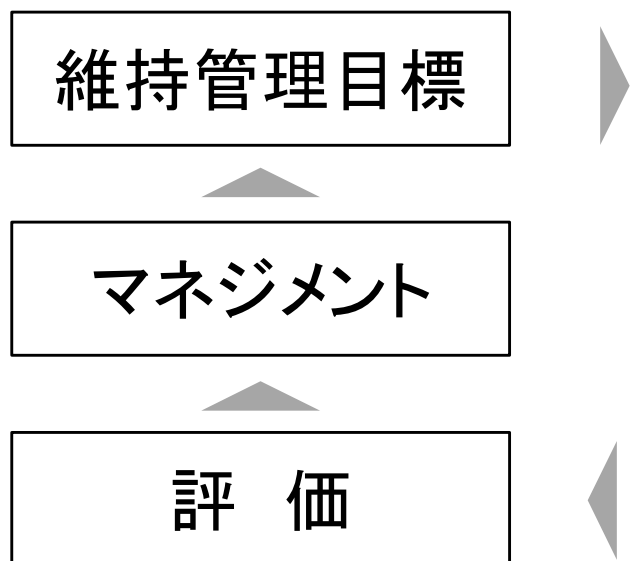 維持管理目標
マネジメント
評　価